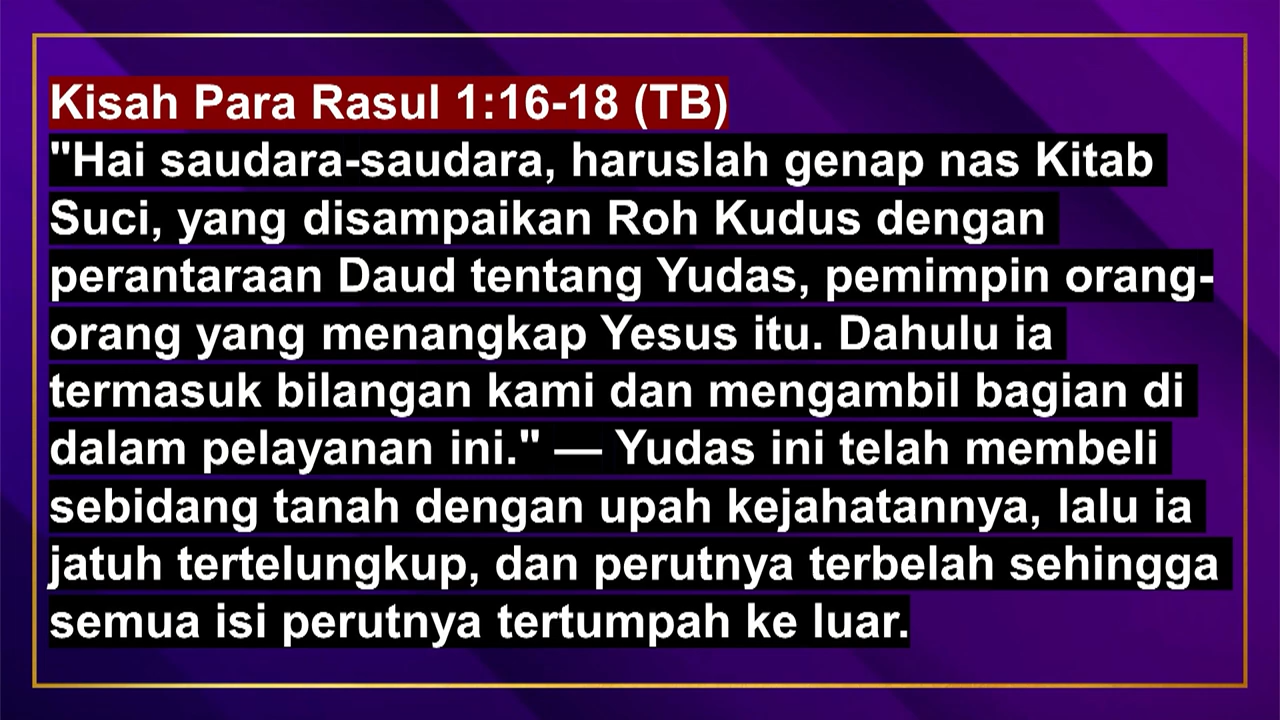 Kisah Para Rasul 1:16-18 (TB)
"Hai saudara-saudara, haruslah genap nas Kitab
Suci, yang disampaikan Roh Kudus dengan
perantaraan Daud tentang Yudas, pemimpin orang-
orang yang menangkap Yesus itu. Dahulu ia
termasuk bilangan kami dan mengambil bagian di
dalam pelayanan ini." — Yudas ini telah membeli
sebidang tanah dengan upah kejahatannya, lalu ia
jatuh tertelungkup, dan perutnya terbelah sehingga
semua isi perutnya tertumpah ke luar.